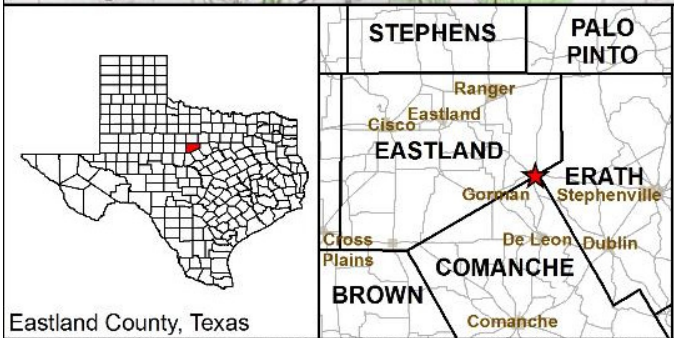 STEPHENS
PALO
PINTO
Ranger
Eastland
Cisco
EASTLAND
ERATH
Gorman
Stephenville
Cross
Plains
De Leon
Dublin
COMANCHE
BROWN
Comanche
Eastland County, Texas